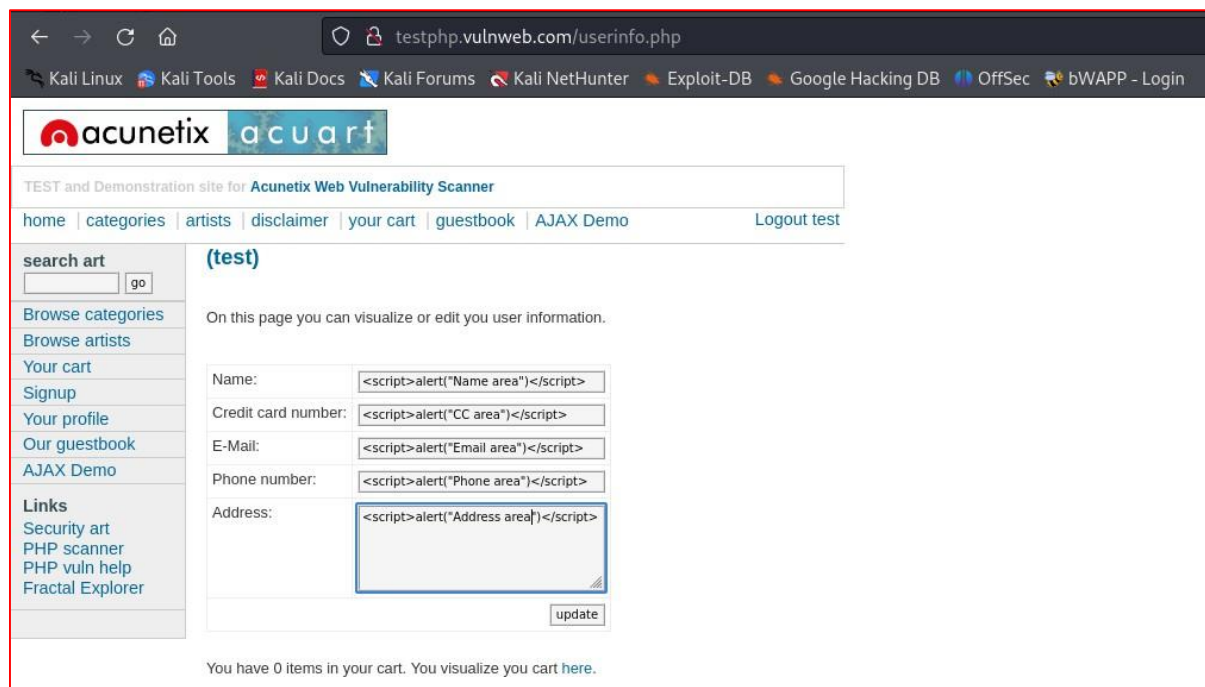 testphp.vulnweb.com/userinfo.php
Kali Linux Kali Tools Kali Docs Kali Forums Kali NetHunter Exploit-DB Google Hacking DB OffSec bWAPP - Login
acunetix acuart
TEST and Demonstration site for Acunetix Web Vulnerability Scanner
home | categories | artists | disclaimer | your cart | guestbook | AJAX Demo Logout test
search art
go
Browse categories
Browse artists
Your cart
Signup
Your profile
Our guestbook
AJAX Demo
Links
Security art
PHP scanner
PHP vuln help
Fractal Explorer
(test)
On this page you can visualize or edit you user information.
Name: <script>alert("Name area")</script>
Credit card number: <script>alert("CC area")</script>
E-Mail: <script>alert("Email area")</script>
Phone number: <script>alert("Phone area")</script>
Address: <script>alert("Address area")</script>
update
You have 0 items in your cart. You visualize you cart here.